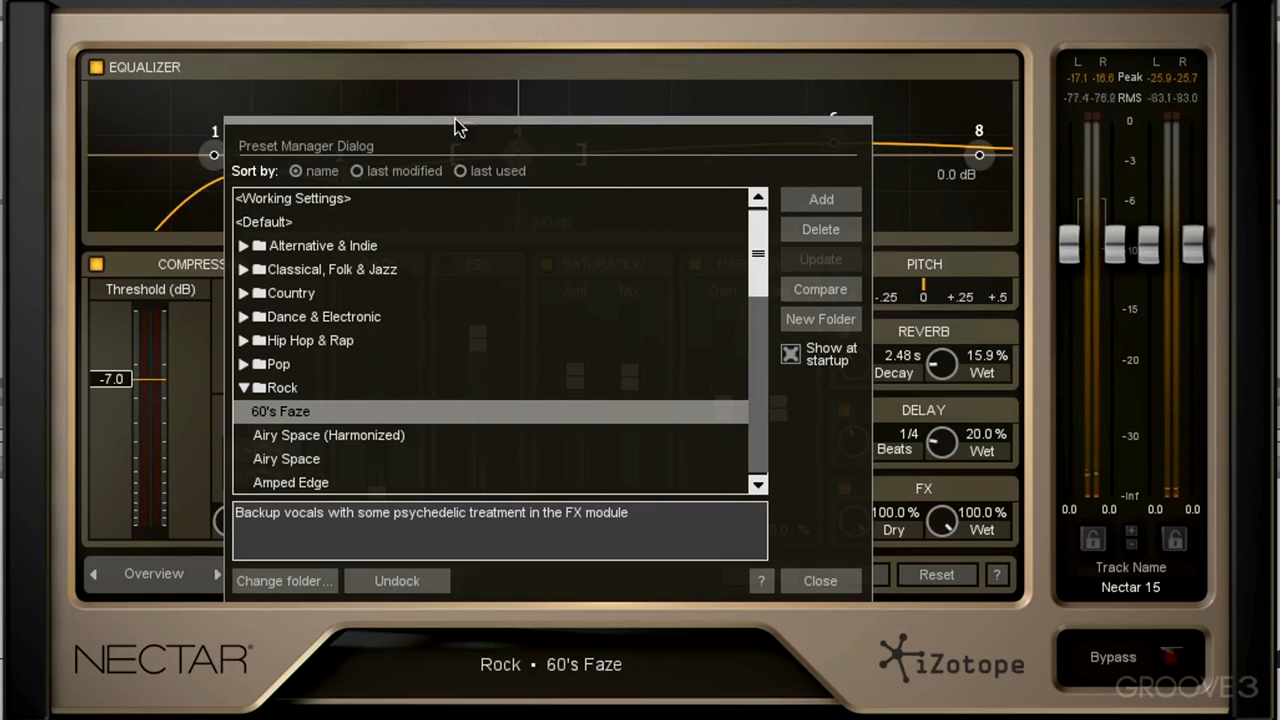 EQUALIZER
1
4
8
0.0 dB
Preset Manager Dialog
Sort by: name last modified last used
<Working Settings>
<Default>
Alternative & Indie
Classical, Folk & Jazz
Country
Dance & Electronic
Hip Hop & Rap
Pop
Rock
60's Faze
Airy Space (Harmonized)
Airy Space
Amped Edge
Backup vocals with some psychedelic treatment in the FX module
Add
Delete
Update
Compare
New Folder
Show at
startup
Change folder...
Undock
?
Close
COMPRESS
Threshold (dB)
-7.0
ESS
SATURATION
Amt
Mix
PITCH
-.25 0 +.25 +.5
REVERB
2.48 s 15.9 %
Decay Wet
DELAY
1/4 20.0 %
Beats Wet
FX
100.0 % 100.0 %
Dry Wet
Overview
Reset
?
L R L R
-17.1 -16.6 Peak -25.9 -25.7
-77.4 -76.9 RMS -83.1 -83.0
0
-3
-6
10
-15
-20
-30
-Inf
0.0 0.0 0.0 0.0
Track Name
Nectar 15
NECTAR
Rock • 60's Faze
iZotope
Bypass
GROOVE3